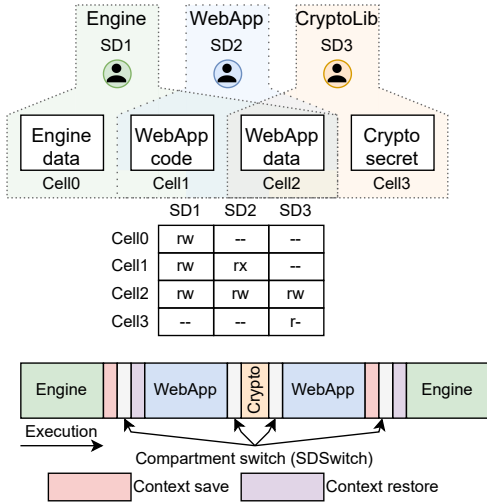 Engine WebApp CryptoLib
SD1 SD2 SD3
Engine data
WebApp code
WebApp data
Crypto secret
Cell0 Cell1 Cell2 Cell3
SD1 SD2 SD3
Cell0 rw -- --
Cell1 rw rx --
Cell2 rw rw rw
Cell3 -- -- r-
Engine WebApp Crypto WebApp Engine
Execution
Compartment switch (SDSwitch)
Context save Context restore